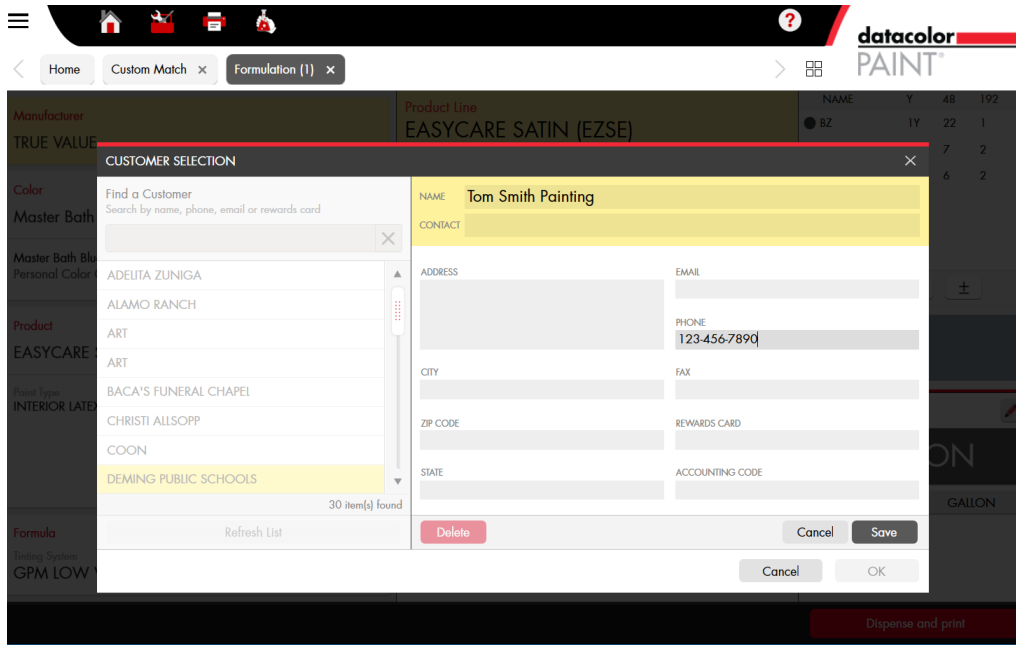 ?
datacolor
PAINT
Home
Custom Match
Formulation (1)
Manufacturer
TRUE VALUE
Product Line
EASYCARE SATIN (EZSE)
NAME Y 48 192
BZ 1Y 22 1
7 2
6 2
CUSTOMER SELECTION
Color
Master Bath
Master Bath Blu
Personal Color
Product
EASYCARE
Paint Type
INTERIOR LATEX
Formula
Tinting System
GPM LOW V
Find a Customer
Search by name, phone, email or rewards card
ADELITA ZUNIGA
ALAMO RANCH
ART
ART
BACA'S FUNERAL CHAPEL
CHRISTI ALLSOPP
COON
DEMING PUBLIC SCHOOLS
30 item(s) found
Refresh List
NAME Tom Smith Painting
CONTACT
ADDRESS
EMAIL
PHONE
123-456-7890
CITY
FAX
ZIP CODE
REWARDS CARD
STATE
ACCOUNTING CODE
Delete
Cancel
Save
Cancel
OK
±
ON
GALLON
Dispense and print